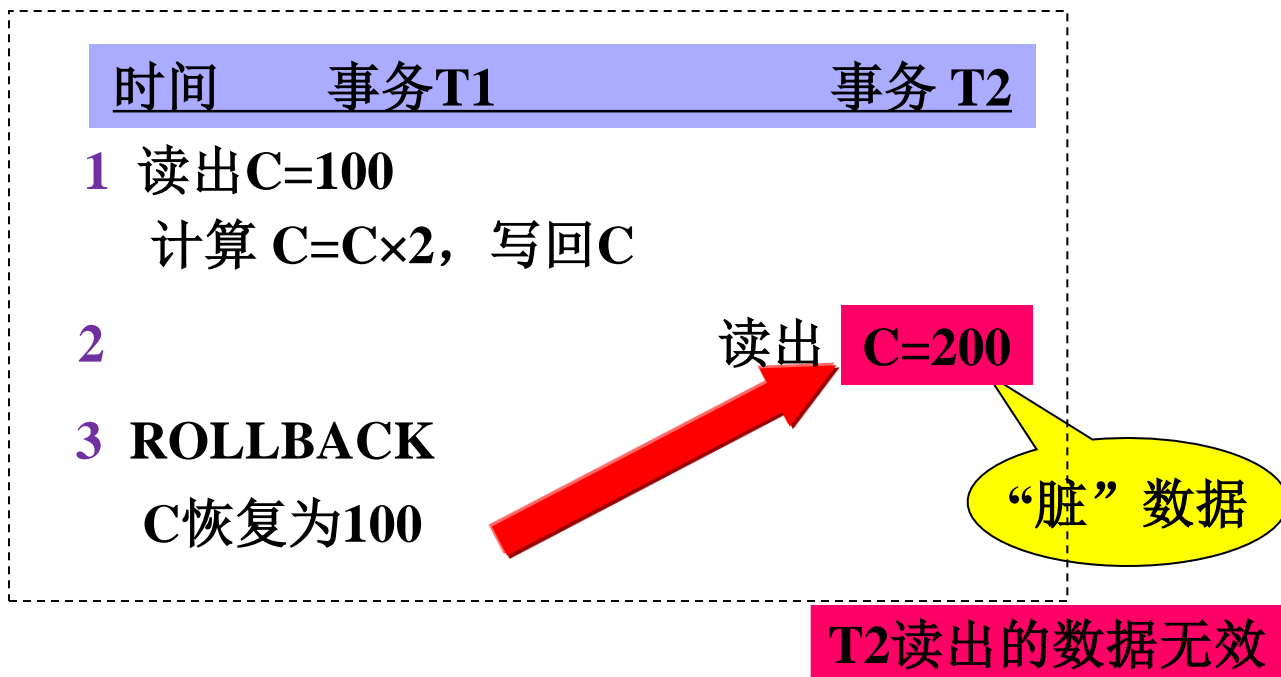 时间 事务T1 事务 T2
1 读出C=100
计算 C=C×2，写回C
2 读出 C=200
3 ROLLBACK
“脏”数据
C恢复为100
T2读出的数据无效